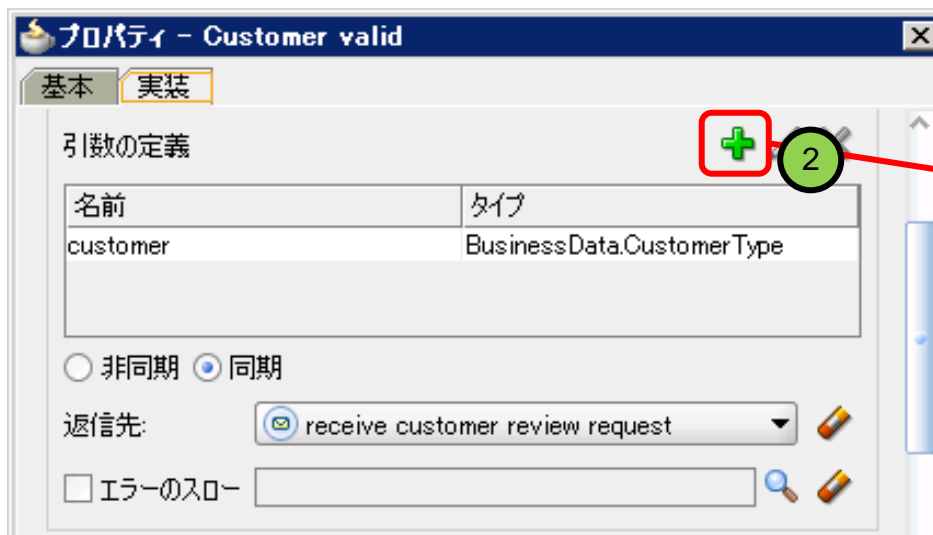 プロパティ - Customer valid
基本 実装
引数の定義
2
名前 タイプ
customer BusinessData.CustomerType
非同期 同期
返信先: receive customer review request
エラーのスロー